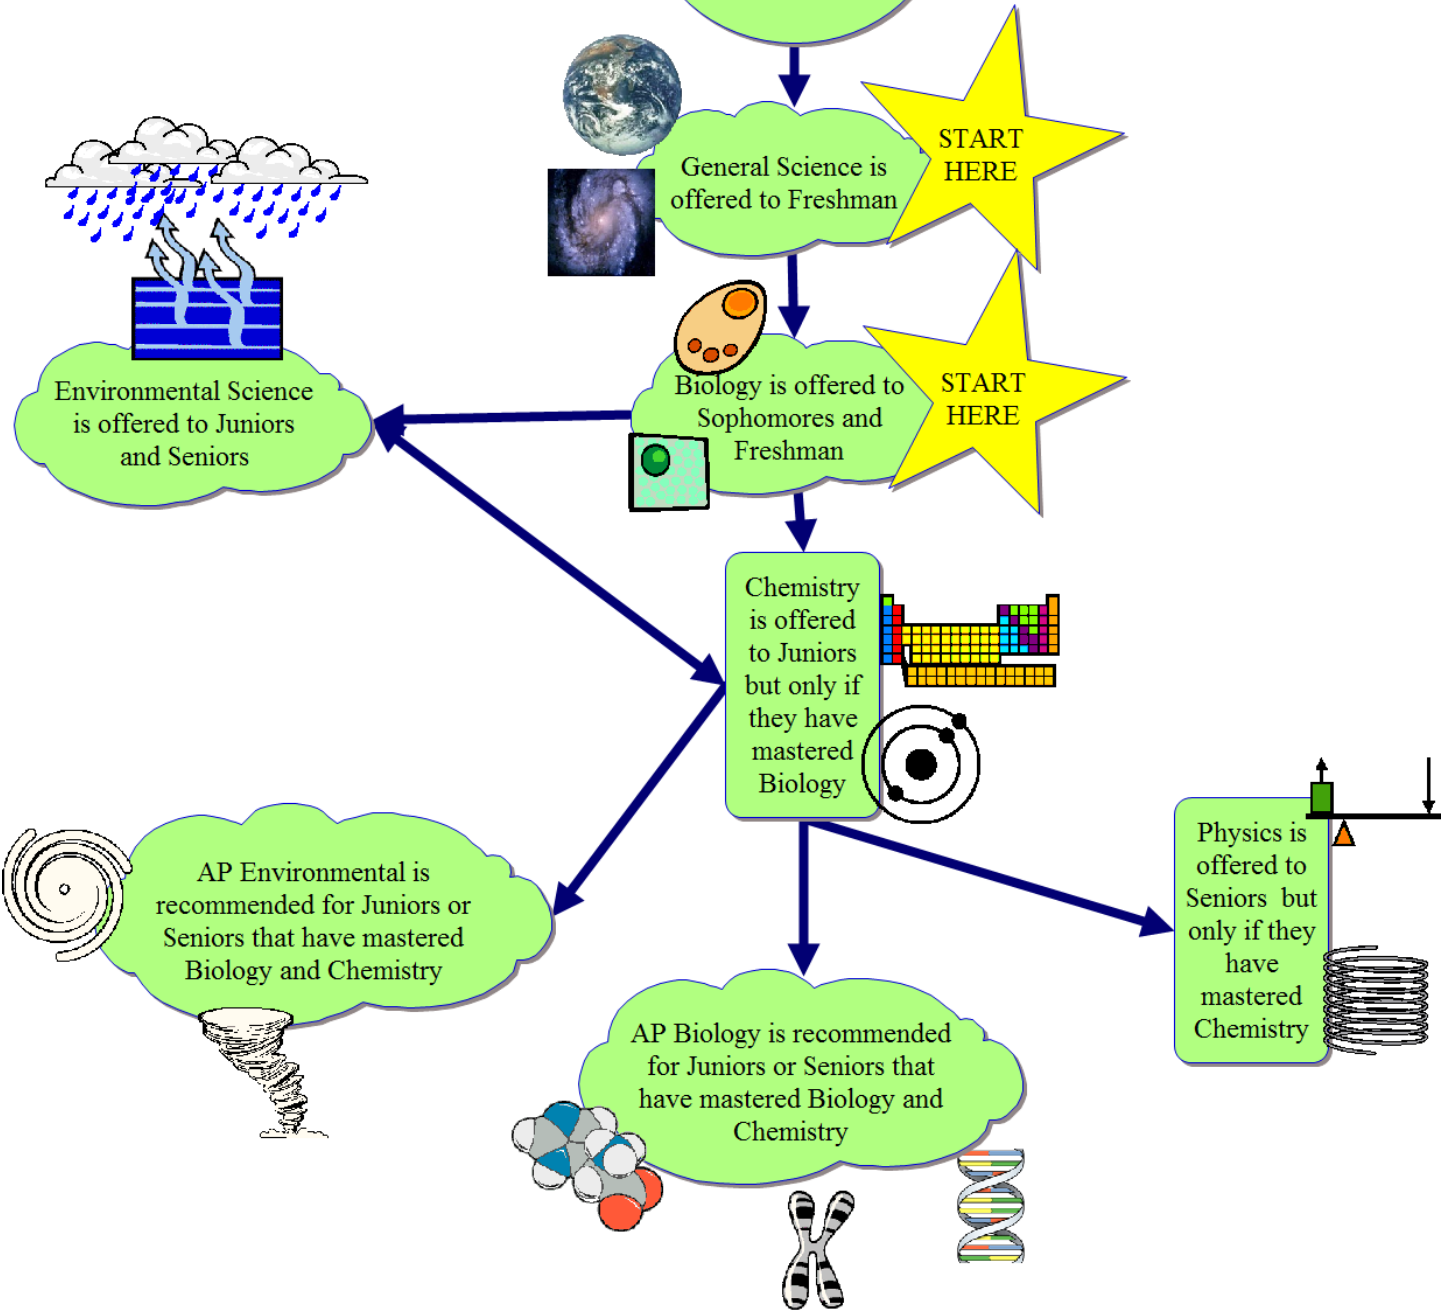 START
HERE
General Science is
offered to Freshman
START
HERE
Biology is offered to
Sophomores and
Freshman
Environmental Science
is offered to Juniors
and Seniors
Chemistry
is offered
to Juniors
but only if
they have
mastered
Biology
Physics is
offered to
Seniors but
only if they
have
mastered
Chemistry
AP Environmental is
recommended for Juniors or
Seniors that have mastered
Biology and Chemistry
AP Biology is recommended
for Juniors or Seniors that
have mastered Biology and
Chemistry